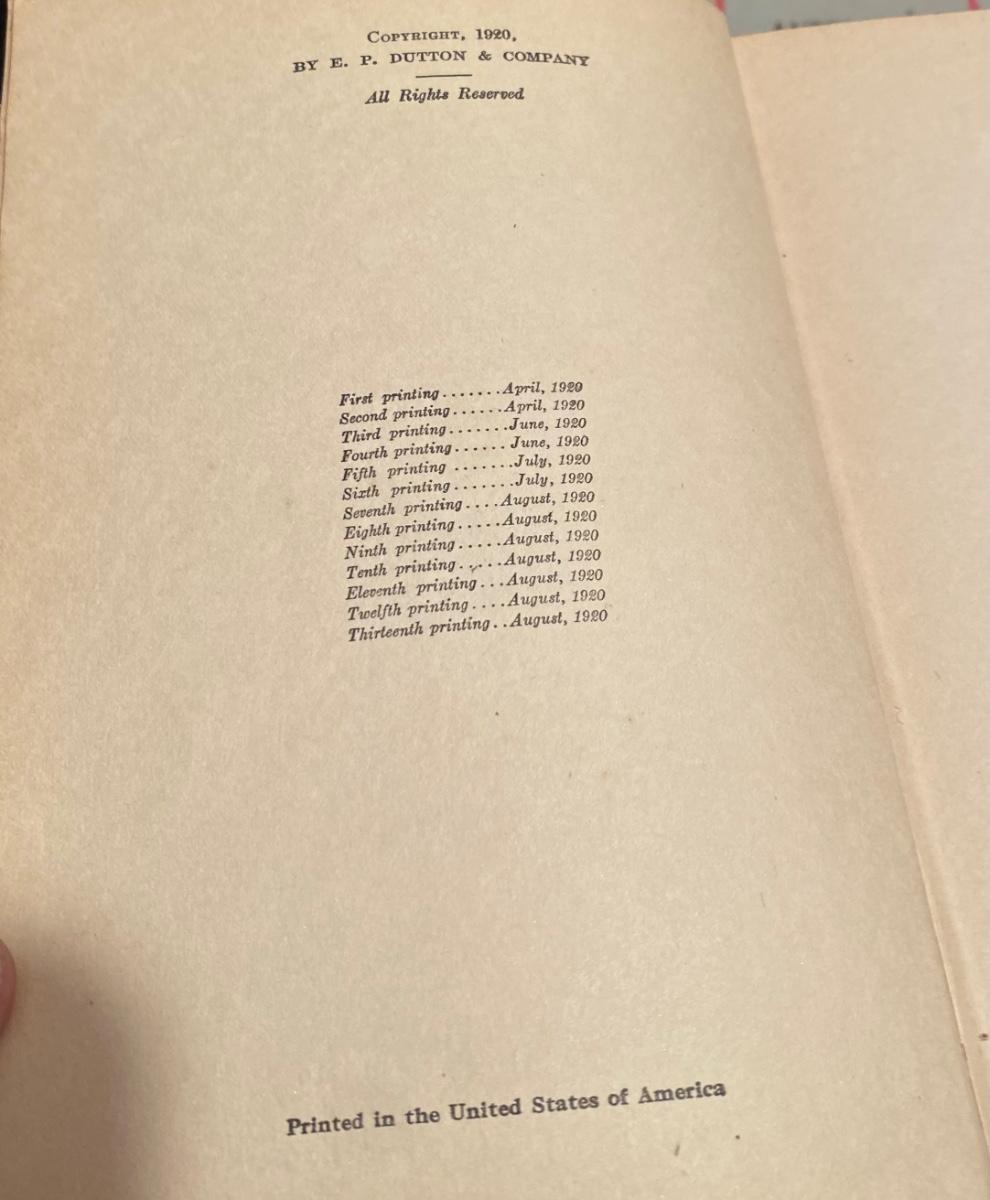 COPYRIGHT, 1920,
BY E. P. DUTTON & COMPANY
All Rights Reserved
First printing.......April, 1920
Second printing......April, 1920
Third printing.......June, 1920
Fourth printing...... June, 1920
Fifth printing .......July, 1920
Sixth printing.......July, 1920
Seventh printing....August, 1920
Eighth printing.....August, 1920
Ninth printing.....August, 1920
Tenth printing.....August, 1920
Eleventh printing...August, 1920
Twelfth printing....August, 1920
Thirteenth printing..August, 1920
Printed in the United States of America